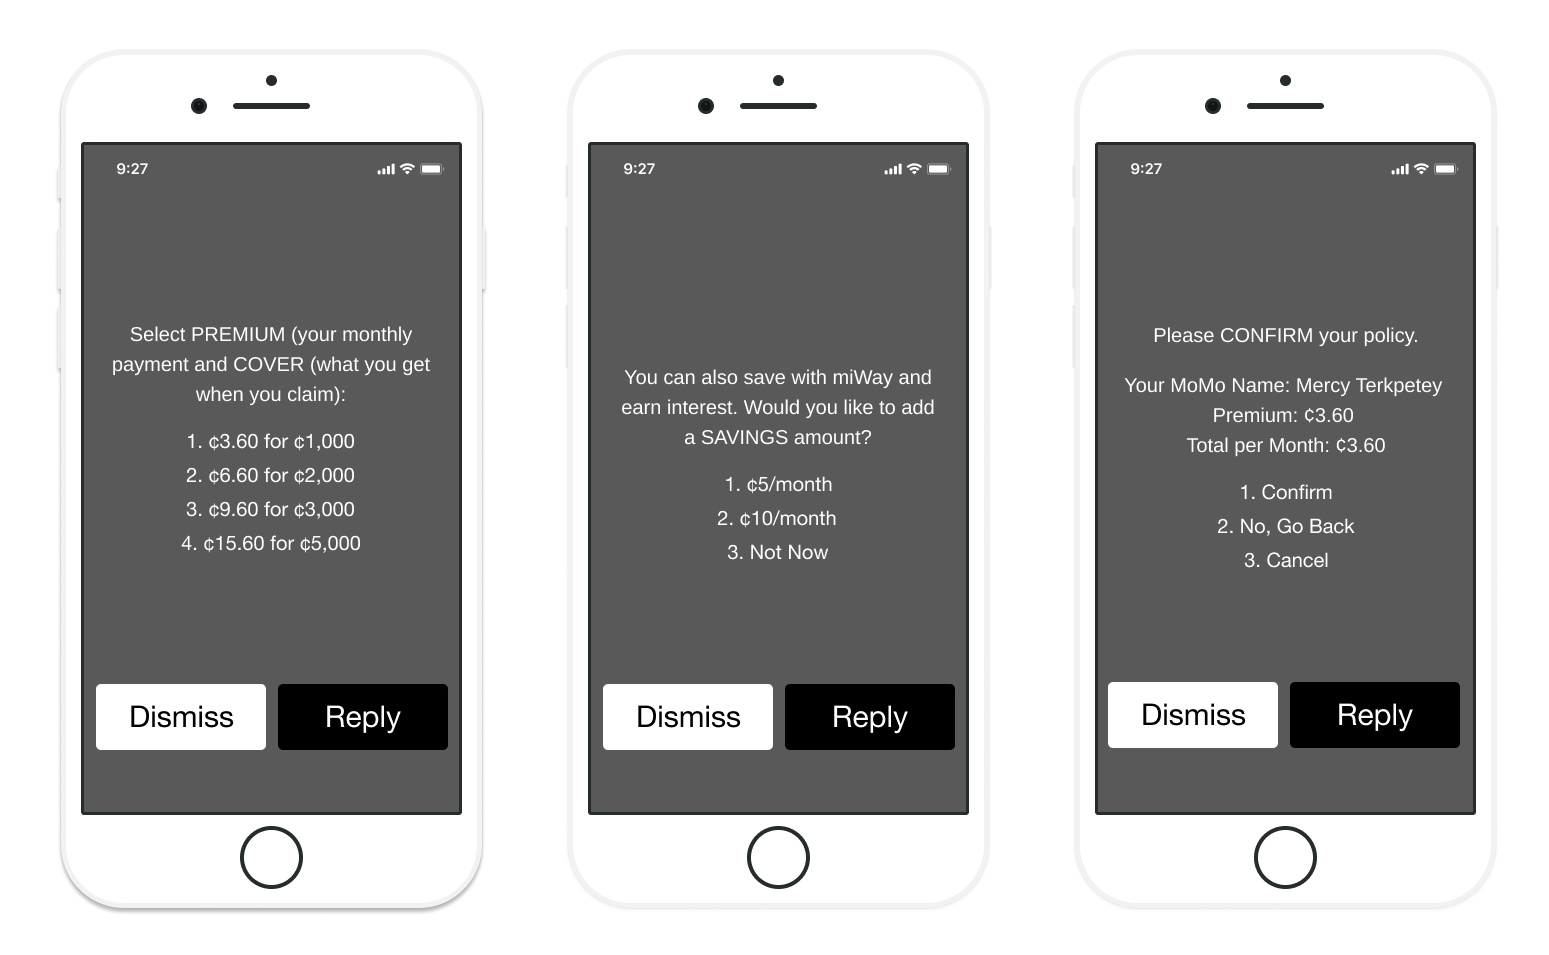 9:27
Select PREMIUM (your monthly
payment and COVER (what you get
when you claim):
1. ¢3.60 for ¢1,000
2. ¢6.60 for ¢2,000
3. ¢9.60 for ¢3,000
4. ¢15.60 for ¢5,000
Dismiss
Reply
9:27
You can also save with miWay and
earn interest. Would you like to add
a SAVINGS amount?
1. ¢5/month
2. ¢10/month
3. Not Now
Dismiss
Reply
9:27
Please CONFIRM your policy.
Your MoMo Name: Mercy Terkpetey
Premium: ¢3.60
Total per Month: ¢3.60
1. Confirm
2. No, Go Back
3. Cancel
Dismiss
Reply